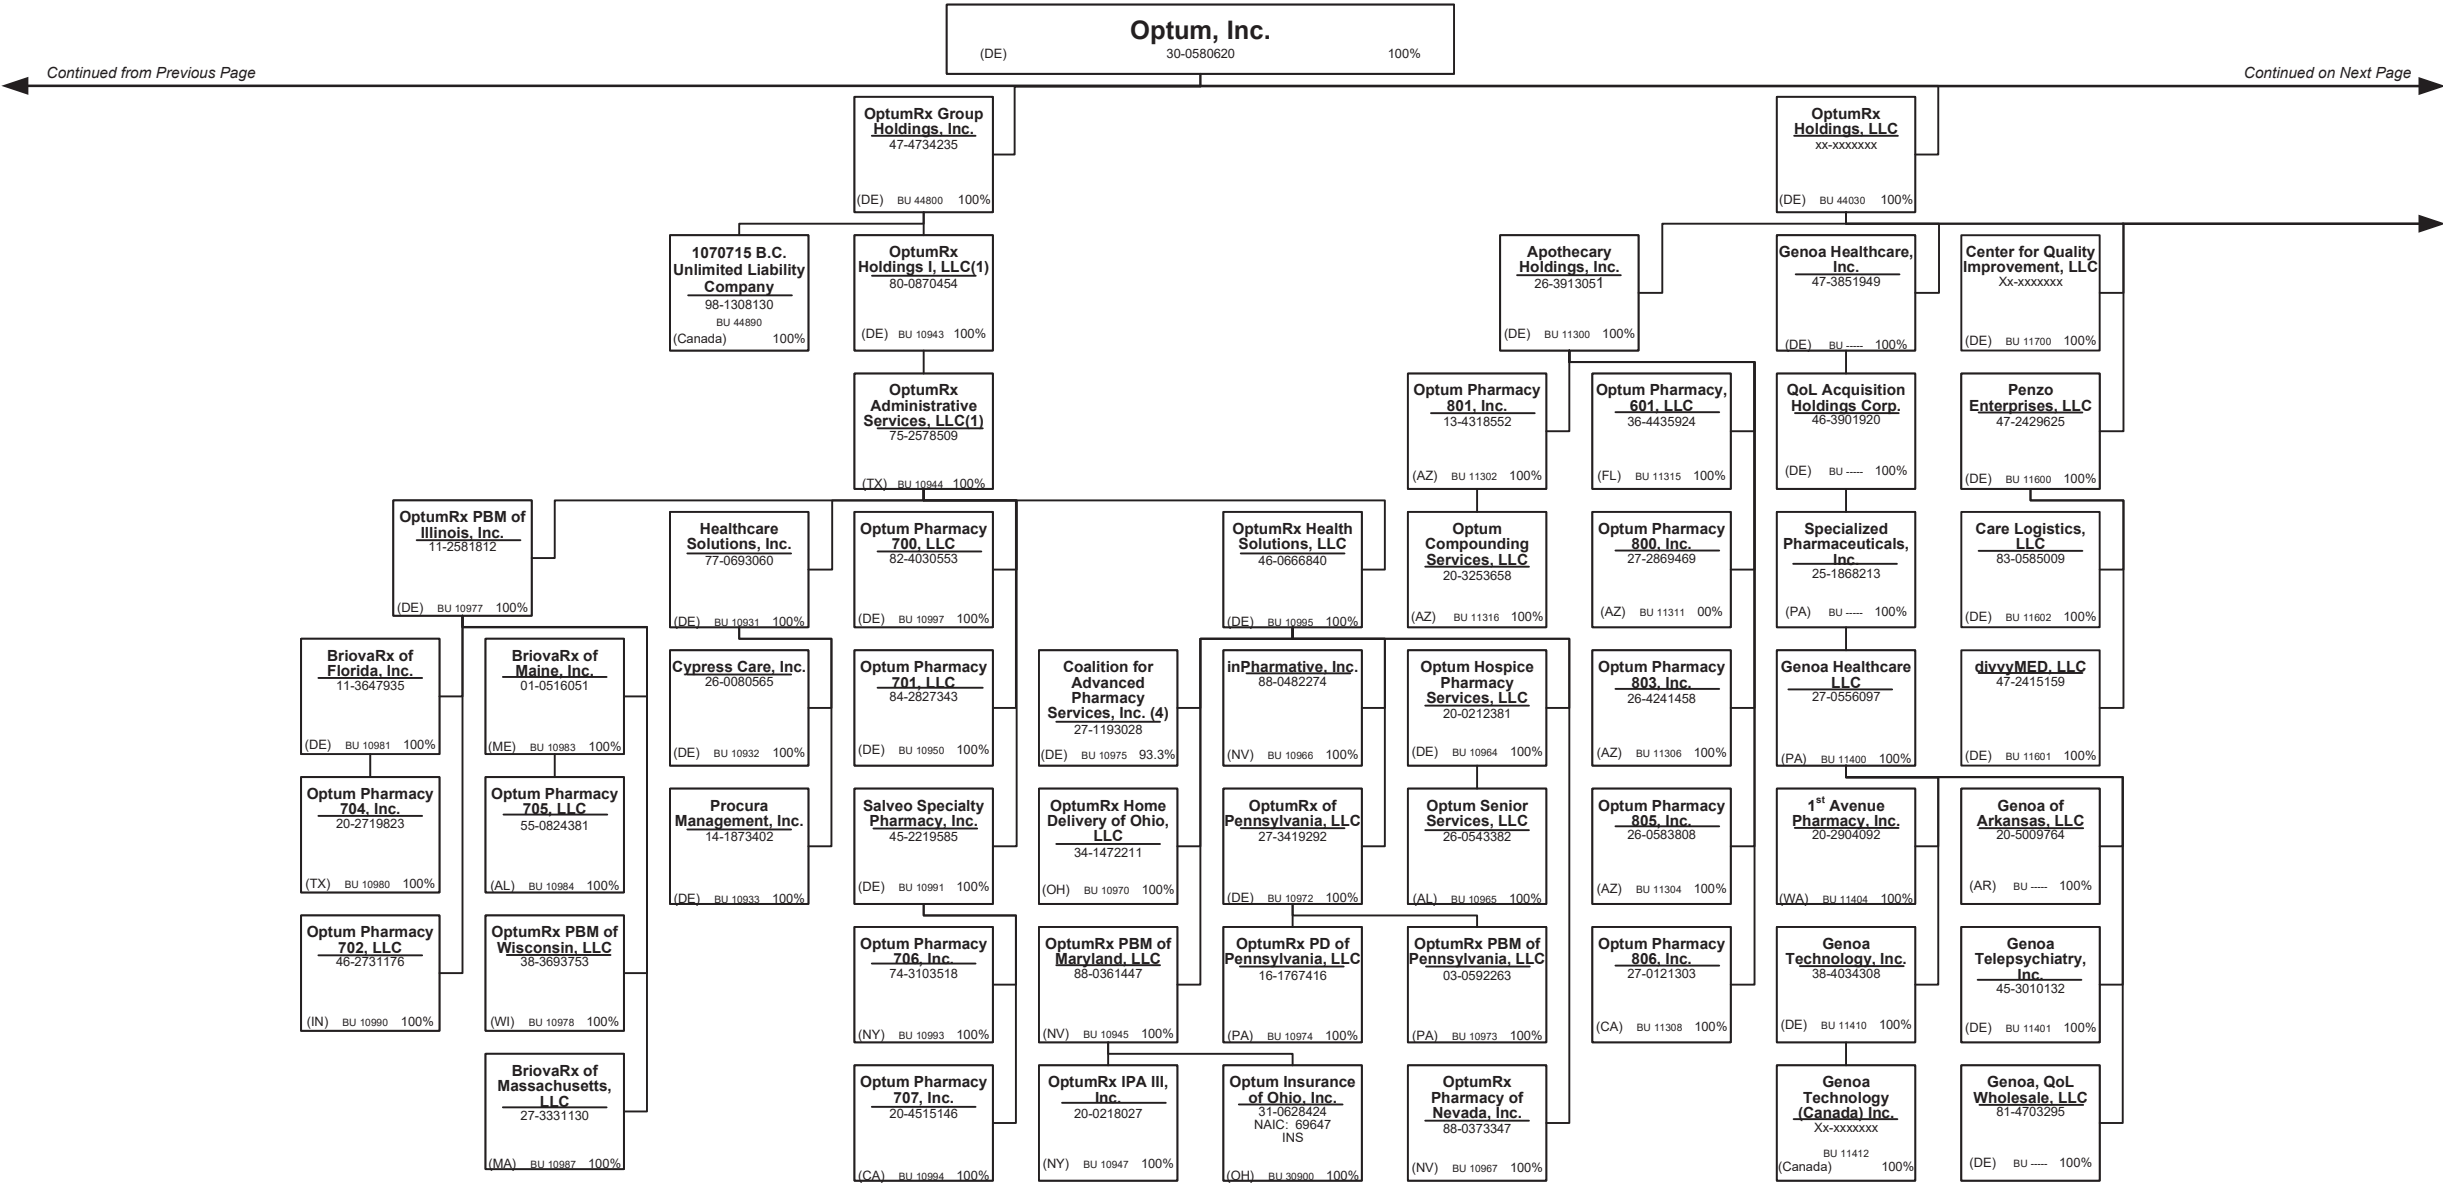 Optum, Inc.
(DE) 30-0580620 100%
Continued from Previous Page
Continued on Next Page
OptumRx Group
Holdings, Inc.
47-4734235
(DE) BU 44800 100%
OptumRx
Holdings, LLC
xx-xxxxxxx
(DE) BU 44030 100%
1070715 B.C.
Unlimited Liability
Company
98-1308130
BU 44890
(Canada) 100%
OptumRx
Holdings I, LLC(1)
80-0870454
(DE) BU 10943 100%
Apothecary
Holdings, Inc.
26-3913051
(DE) BU 11300 100%
Genoa Healthcare,
Inc.
47-3851949
(DE) BU ----- 100%
Center for Quality
Improvement, LLC
Xx-xxxxxxx
(DE) BU 11700 100%
OptumRx
Administrative
Services, LLC(1)
75-2578509
(TX) BU 10944 100%
Optum Pharmacy
801, Inc.
13-4318552
(AZ) BU 11302 100%
Optum Pharmacy,
601, LLC
36-4435924
(FL) BU 11315 100%
QoL Acquisition
Holdings Corp.
46-3901920
(DE) BU ----- 100%
Penzo
Enterprises, LLC
47-2429625
(DE) BU 11600 100%
OptumRx PBM of
Illinois, Inc.
11-2581812
(DE) BU 10977 100%
Healthcare
Solutions, Inc.
77-0693060
(DE) BU 10931 100%
Optum Pharmacy
700, LLC
82-4030553
(DE) BU 10997 100%
OptumRx Health
Solutions, LLC
46-0666840
(DE) BU 10995 100%
Optum
Compounding
Services, LLC
20-3253658
(AZ) BU 11316 100%
Optum Pharmacy
800, Inc.
27-2869469
(AZ) BU 11311 00%
Specialized
Pharmaceuticals,
Inc.
25-1868213
(PA) BU ----- 100%
Care Logistics,
LLC
83-0585009
(DE) BU 11602 100%
BriovaRx of
Florida, Inc.
11-3647935
(DE) BU 10981 100%
BriovaRx of
Maine, Inc.
01-0516051
(ME) BU 10983 100%
Cypress Care, Inc.
26-0080565
(DE) BU 10932 100%
Optum Pharmacy
701, LLC
84-2827343
(DE) BU 10950 100%
Coalition for
Advanced
Pharmacy
Services, Inc. (4)
27-1193028
(DE) BU 10975 93.3%
inPharmative, Inc.
88-0482274
(NV) BU 10966 100%
Optum Hospice
Pharmacy
Services, LLC
20-0212381
(DE) BU 10964 100%
Optum Pharmacy
803, Inc.
26-4241458
(AZ) BU 11306 100%
Genoa Healthcare
LLC
27-0556097
(PA) BU 11400 100%
divvyMED, LLC
47-2415159
(DE) BU 11601 100%
Optum Pharmacy
704, Inc.
20-2719823
(TX) BU 10980 100%
Optum Pharmacy
705, LLC
55-0824381
(AL) BU 10984 100%
Procura
Management, Inc.
14-1873402
(DE) BU 10933 100%
Salveo Specialty
Pharmacy, Inc.
45-2219585
(DE) BU 10991 100%
OptumRx Home
Delivery of Ohio,
LLC
34-1472211
(OH) BU 10970 100%
OptumRx of
Pennsylvania, LLC
27-3419292
(DE) BU 10972 100%
Optum Senior
Services, LLC
26-0543382
(AL) BU 10965 100%
Optum Pharmacy
805, Inc.
26-0583808
(AZ) BU 11304 100%
1st Avenue
Pharmacy, Inc.
20-2904092
(WA) BU 11404 100%
Genoa of
Arkansas, LLC
20-5009764
(AR) BU ----- 100%
Optum Pharmacy
702, LLC
46-2731176
(IN) BU 10990 100%
OptumRx PBM of
Wisconsin, LLC
38-3693753
(WI) BU 10978 100%
Optum Pharmacy
706, Inc.
74-3103518
(NY) BU 10993 100%
OptumRx PBM of
Maryland, LLC
88-0361447
(NV) BU 10945 100%
OptumRx PD of
Pennsylvania, LLC
16-1767416
(PA) BU 10974 100%
OptumRx PBM of
Pennsylvania, LLC
03-0592263
(PA) BU 10973 100%
Optum Pharmacy
806, Inc.
27-0121303
(CA) BU 11308 100%
Genoa
Technology, Inc.
38-4034308
(DE) BU 11410 100%
Genoa
Telepsychiatry,
Inc.
45-3010132
(DE) BU 11401 100%
BriovaRx of
Massachusetts,
LLC
27-3331130
(MA) BU 10987 100%
Optum Pharmacy
707, Inc.
20-4515146
(CA) BU 10994 100%
OptumRx IPA III,
Inc.
20-0218027
(NY) BU 10947 100%
Optum Insurance
of Ohio, Inc.
31-0628424
NAIC: 69647
INS
(OH) BU 30900 100%
OptumRx
Pharmacy of
Nevada, Inc.
88-0373347
(NV) BU 10967 100%
Genoa
Technology
(Canada) Inc.
Xx-xxxxxxx
BU 11412
(Canada) 100%
Genoa, QoL
Wholesale, LLC
81-4703295
(DE) BU ----- 100%